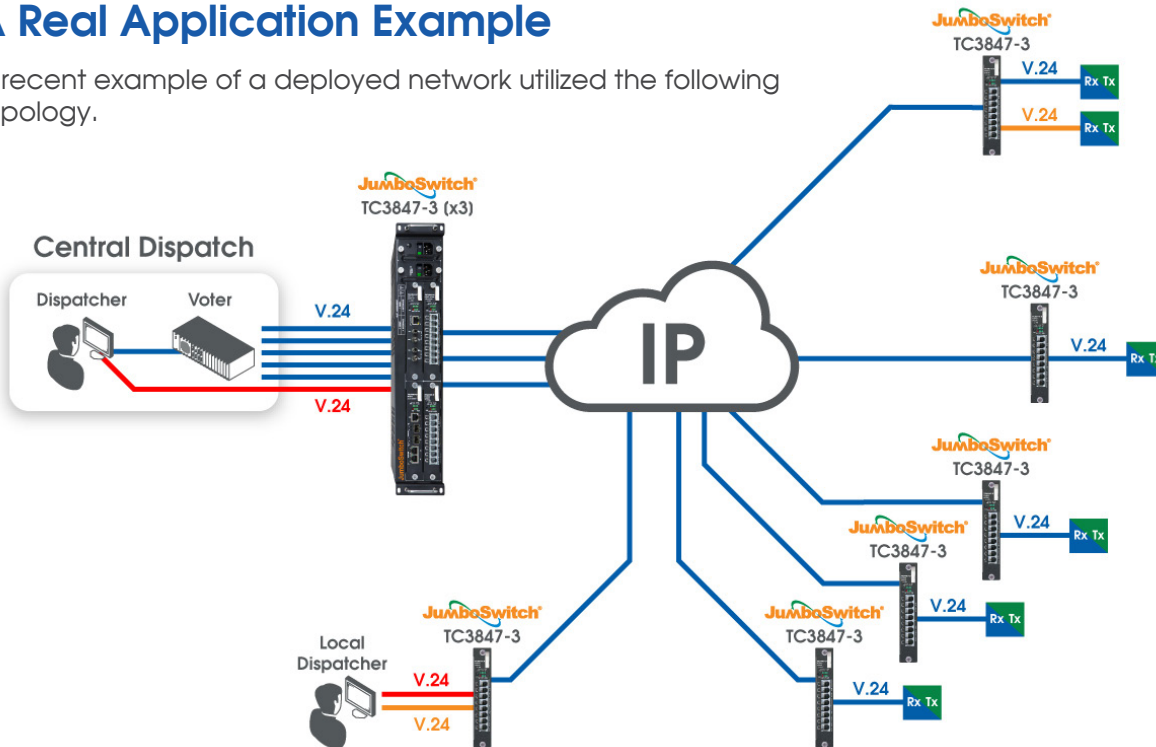 A Real Application Example
recent example of a deployed network utilized the following
pology.
JumboSwitch®
TC3847-3
V.24
Rx Tx
V.24
Rx Tx
JumboSwitch®
TC3847-3 (x3)
Central Dispatch
Dispatcher
Voter
V.24
V.24
IP
JumboSwitch®
TC3847-3
V.24
Rx T
JumboSwitch®
TC3847-3
V.24
Rx Tx
JumboSwitch®
TC3847-3
V.24
Rx Tx
JumboSwitch®
TC3847-3
V.24
Rx Tx
JumboSwitch®
TC3847-3
Local
Dispatcher
V.24
V.24
JumboSwitch